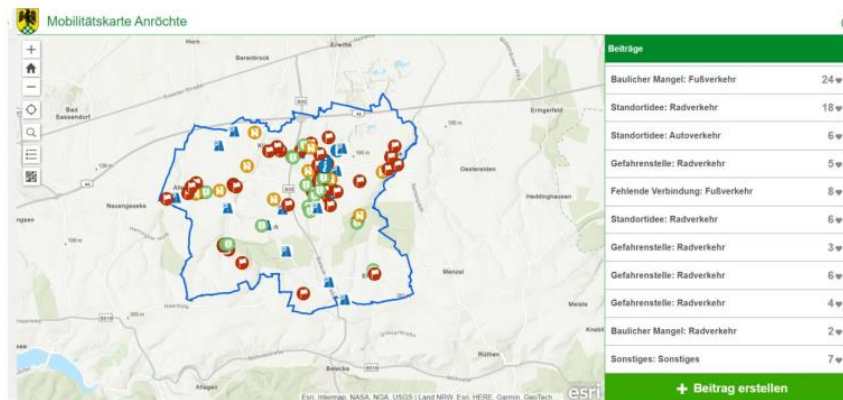 Mobilitätskarte Anröchte
Beiträge
Baulicher Mangel: Fußverkehr 24
Standortidee: Radverkehr 18
Standortidee: Autoverkehr 6
Gefahrenstelle: Radverkehr 5
Fehlende Verbindung: Fußverkehr 8
Standortidee: Radverkehr 6
Gefahrenstelle: Radverkehr 3
Gefahrenstelle: Radverkehr 6
Gefahrenstelle: Radverkehr 4
Baulicher Mangel: Radverkehr 2
Sonstiges: Sonstiges 7
+ Beitrag erstellen
Horn
Erwitte
Berenbrock
Bad
Sassendorf
Eringerfeld
Oestereiden
Neuengeseke
Heddinghausen
Menzel
Rüthen
Belecke
Allagen
Esri, Intermap, NASA, NGA, USGS | Land NRW, Esri, HERE, Garmin, GeoTech
esri